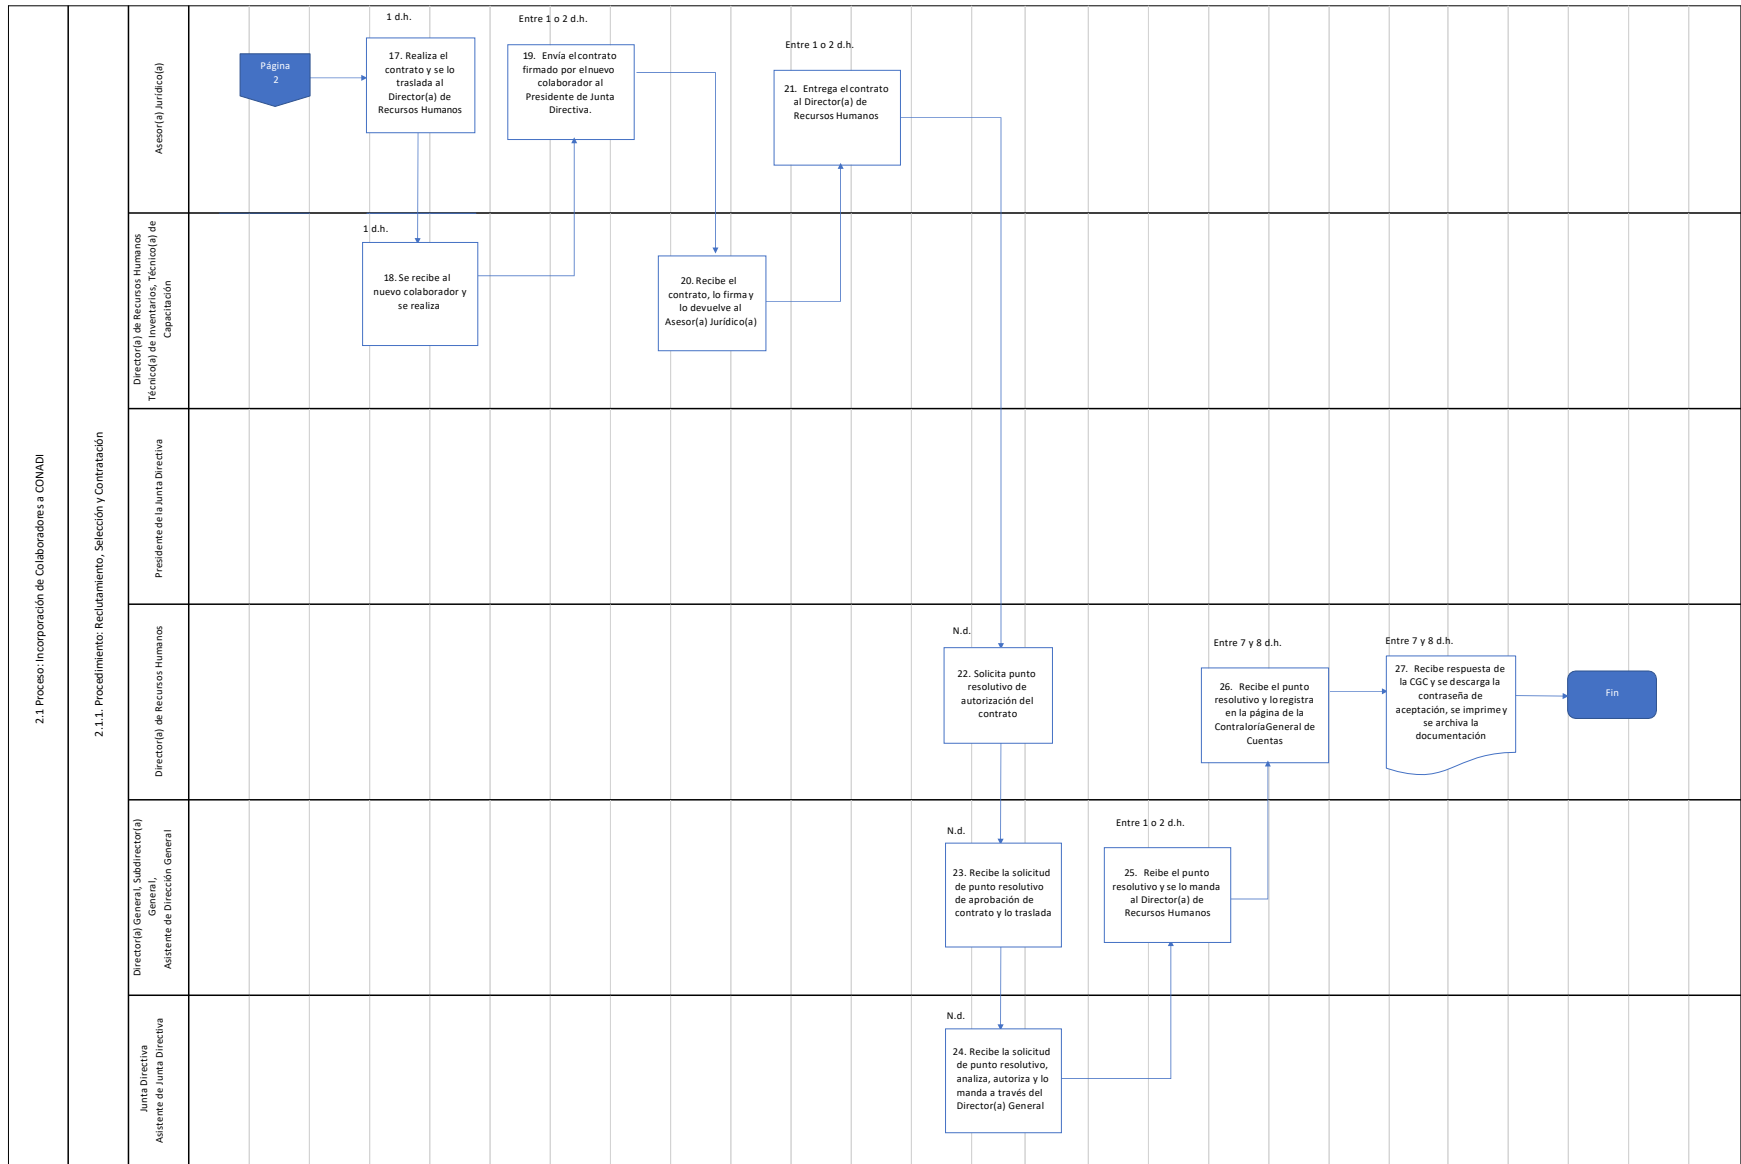 2.1 Proceso: Incorporación de Colaboradores a CONADI
2.1.1. Procedimiento: Reclutamiento, Selección y Contratación
Asesor(a) Jurídico(a)
Página
2
1 d.h.
17. Realiza el
contrato y se lo
traslada al
Director(a) de
Recursos Humanos
Entre 1 o 2 d.h.
19. Envía el contrato
firmado por el nuevo
colaborador al
Presidente de Junta
Directiva.
Entre 1 o 2 d.h.
21. Entrega el contrato
al Director(a) de
Recursos Humanos
Director(a) de Recursos Humanos
Técnico(a) de Inventarios, Técnico(a) de
Capacitación
1 d.h.
18. Se recibe al
nuevo colaborador y
se realiza
20. Recibe el
contrato, lo firma y
lo devuelve al
Asesor(a) Jurídico(a)
Presidente de la Junta Directiva
Director(a) de Recursos Humanos
N.d.
22. Solicita punto
resolutivo de
autorización del
contrato
Entre 7 y 8 d.h.
26. Recibe el punto
resolutivo y lo registra
en la página de la
Contraloría General de
Cuentas
Entre 7 y 8 d.h.
27. Recibe respuesta de
la CGC y se descarga la
contraseña de
aceptación, se imprime y
se archiva la
documentación
Fin
Director(a) General, Subdirector(a)
General,
Asistente de Dirección General
N.d.
23. Recibe la solicitud
de punto resolutivo
de aprobación de
contrato y lo traslada
Entre 1 o 2 d.h.
25. Reibe el punto
resolutivo y se lo manda
al Director(a) de
Recursos Humanos
Junta Directiva
Asistente de Junta Directiva
N.d.
24. Recibe la solicitud
de punto resolutivo,
analiza, autoriza y lo
manda a través del
Director(a) General